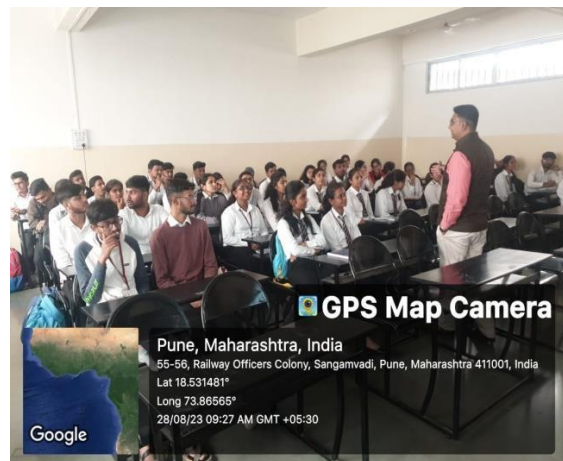 GPS Map Camera
Pune, Maharashtra, India
55-56, Railway Officers Colony, Sangamvadi, Pune, Maharashtra 411001, India
Lat 18.531481°
Long 73.86565°
28/08/23 09:27 AM GMT +05:30
Google